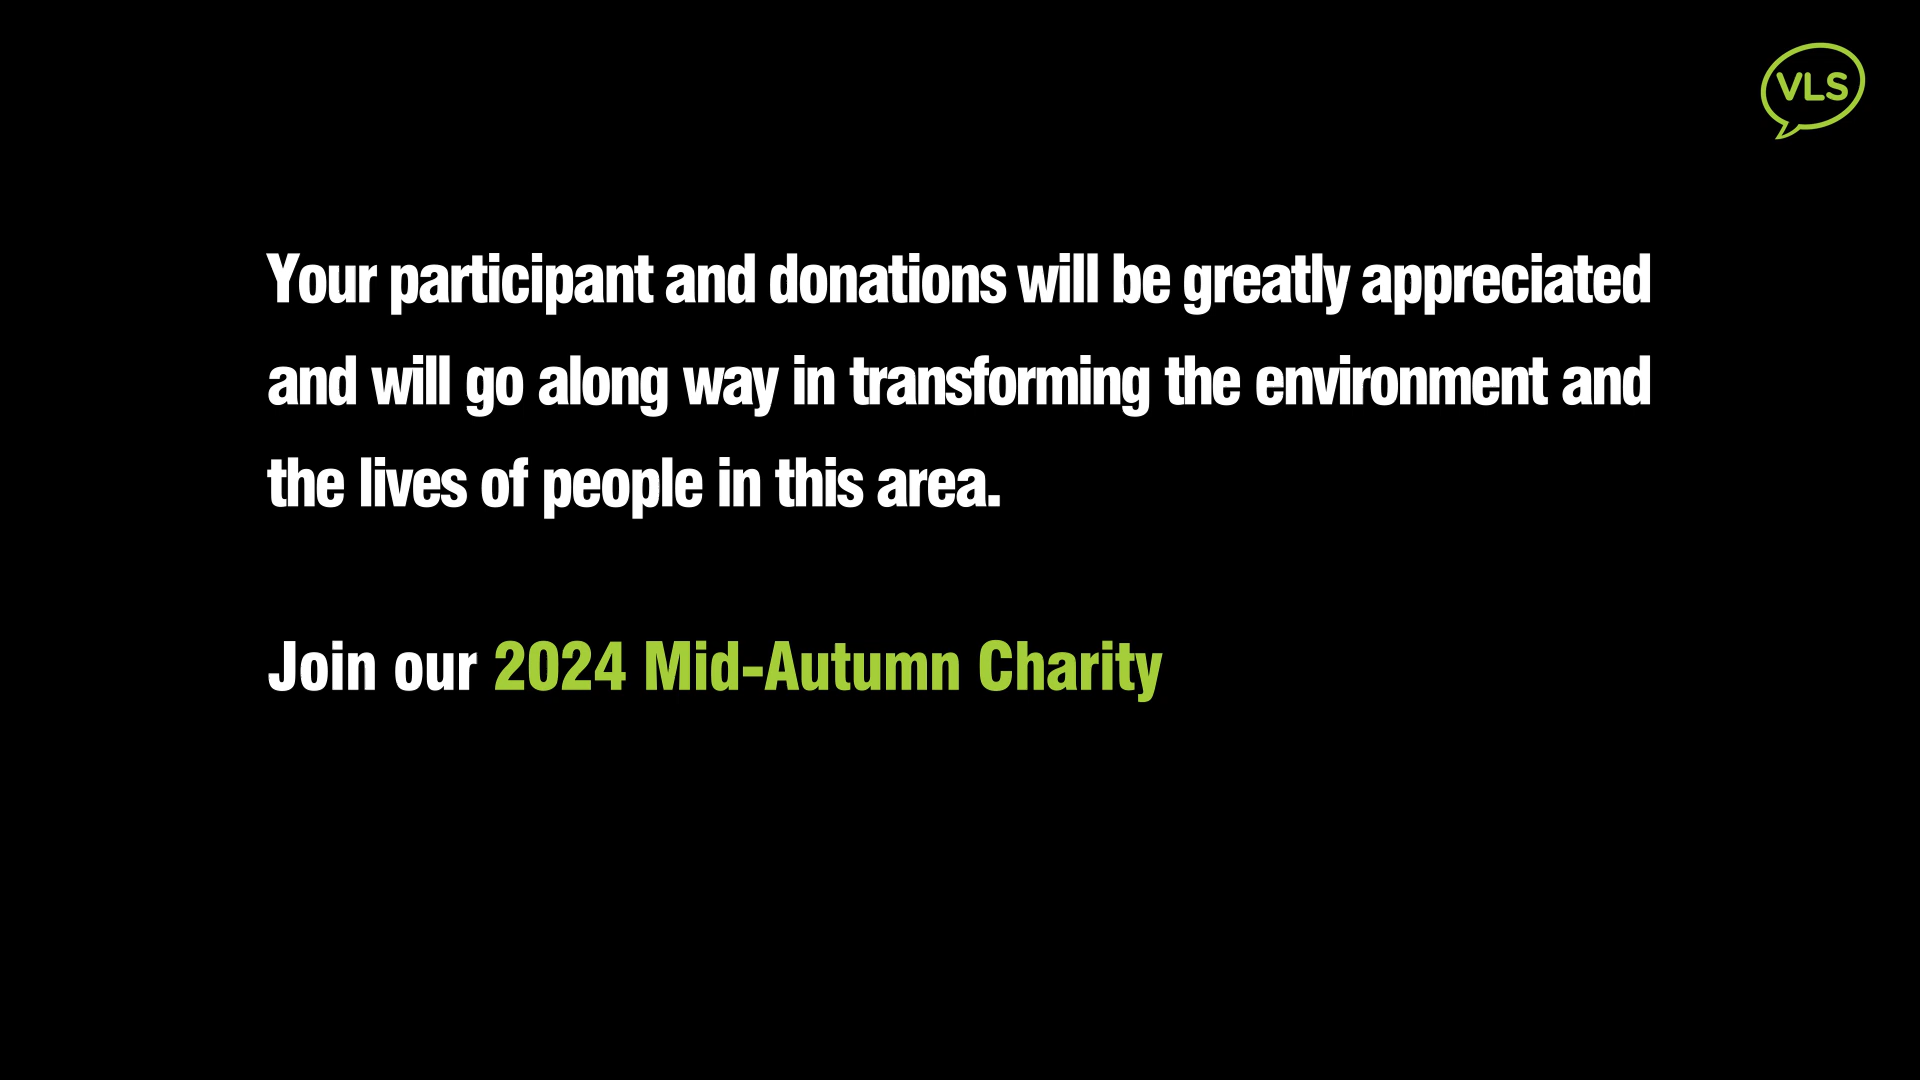 VLS
Your participant and donations will be greatly appreciated
and will go along way in transforming the environment and
the lives of people in this area.
Join our 2024 Mid-Autumn Charity